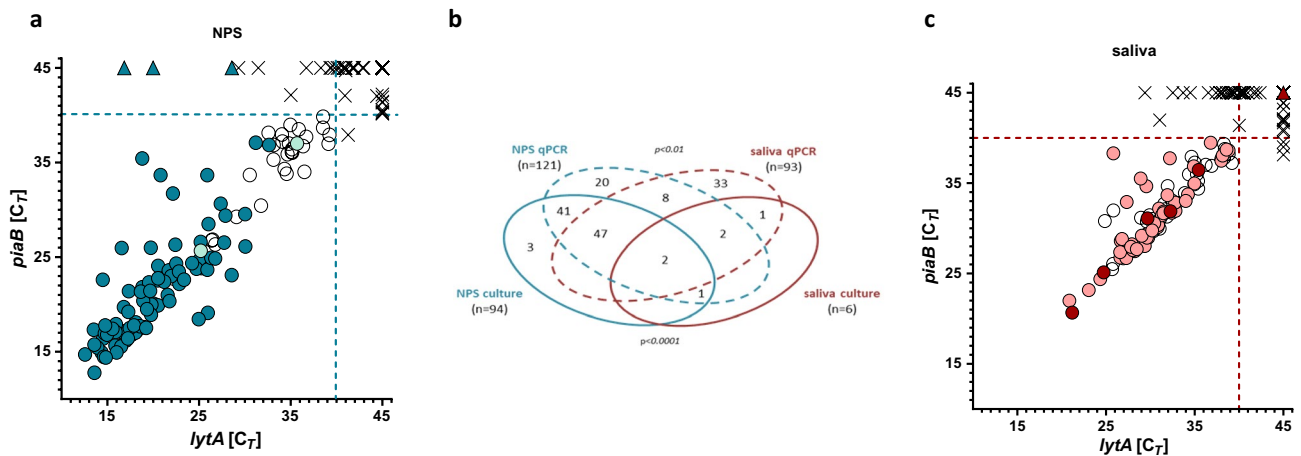 a
NPS
45
35
25
15
piaB [CT]
15
25
35
45
lytA [CT]
b
NPS qPCR
(n=121)
p<0.01
saliva qPCR
(n=93)
20
33
8
41
1
47
2
3
2
1
NPS culture
(n=94)
saliva culture
(n=6)
p<0.0001
c
saliva
45
35
25
15
piaB [CT]
15
25
35
45
lytA [CT]